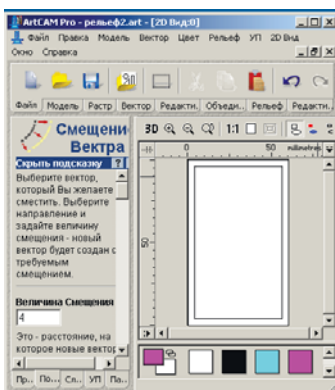 ArtCAM Pro - рельеф2.art - [2D Вид:0]
Файл Правка Модель Вектор Цвет Рельеф УП 2D Вид
Окно Справка
Файл Модель Растр Вектор Редакти. Объеди.. Рельеф Редакти.
Смещени
Вектра
3D 1:1
Скрыть подсказку ?
0 50 milimetres
Выберите вектор,
который Вы желаете
сместить. Выберите
направление и
задайте величину
смещения - новый
вектор будет создан с
требуемым
смещением.
50
Величина Смещения
4
Это - расстояние, на
которое новые вектор
Пр.. По... Сл.. УП Па..